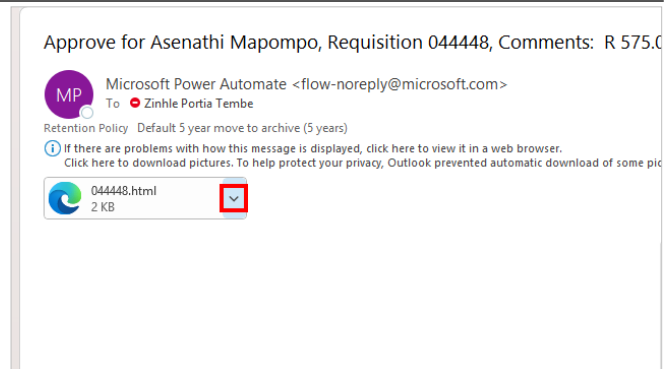 Approve for Asenathi Mapompo, Requisition 044448, Comments: R 575.0
MP
Microsoft Power Automate <flow-noreply@microsoft.com>
To Zinhle Portia Tembe
Retention Policy Default 5 year move to archive (5 years)
If there are problems with how this message is displayed, click here to view it in a web browser.
Click here to download pictures. To help protect your privacy, Outlook prevented automatic download of some pic
044448.html
2 KB